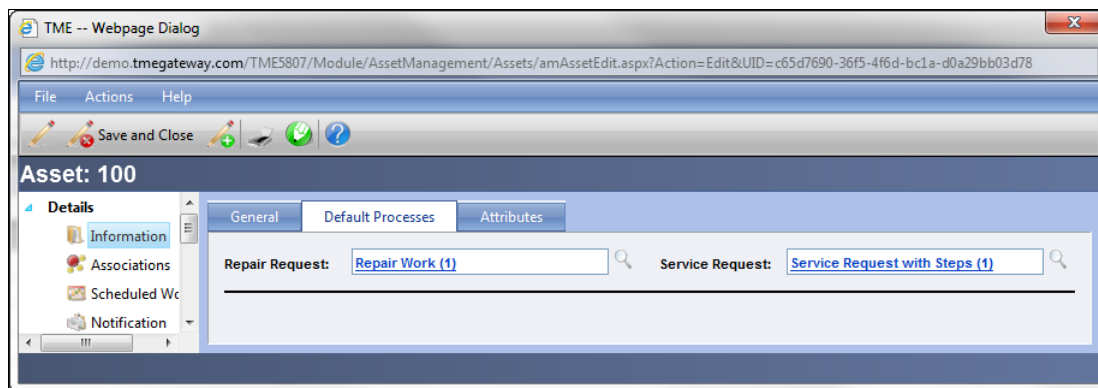 TME -- Webpage Dialog
x
http://demo.tmegateway.com/TME5807/Module/AssetManagement/Assets/amAssetEdit.aspx?Action=Edit&UID=c65d7690-36f5-4f6d-bc1a-d0a29bb03d78
File Actions Help
Save and Close
Asset: 100
Details
Information
Associations
Scheduled Wc
Notification
General Default Processes Attributes
Repair Request: Repair Work (1) Service Request: Service Request with Steps (1)